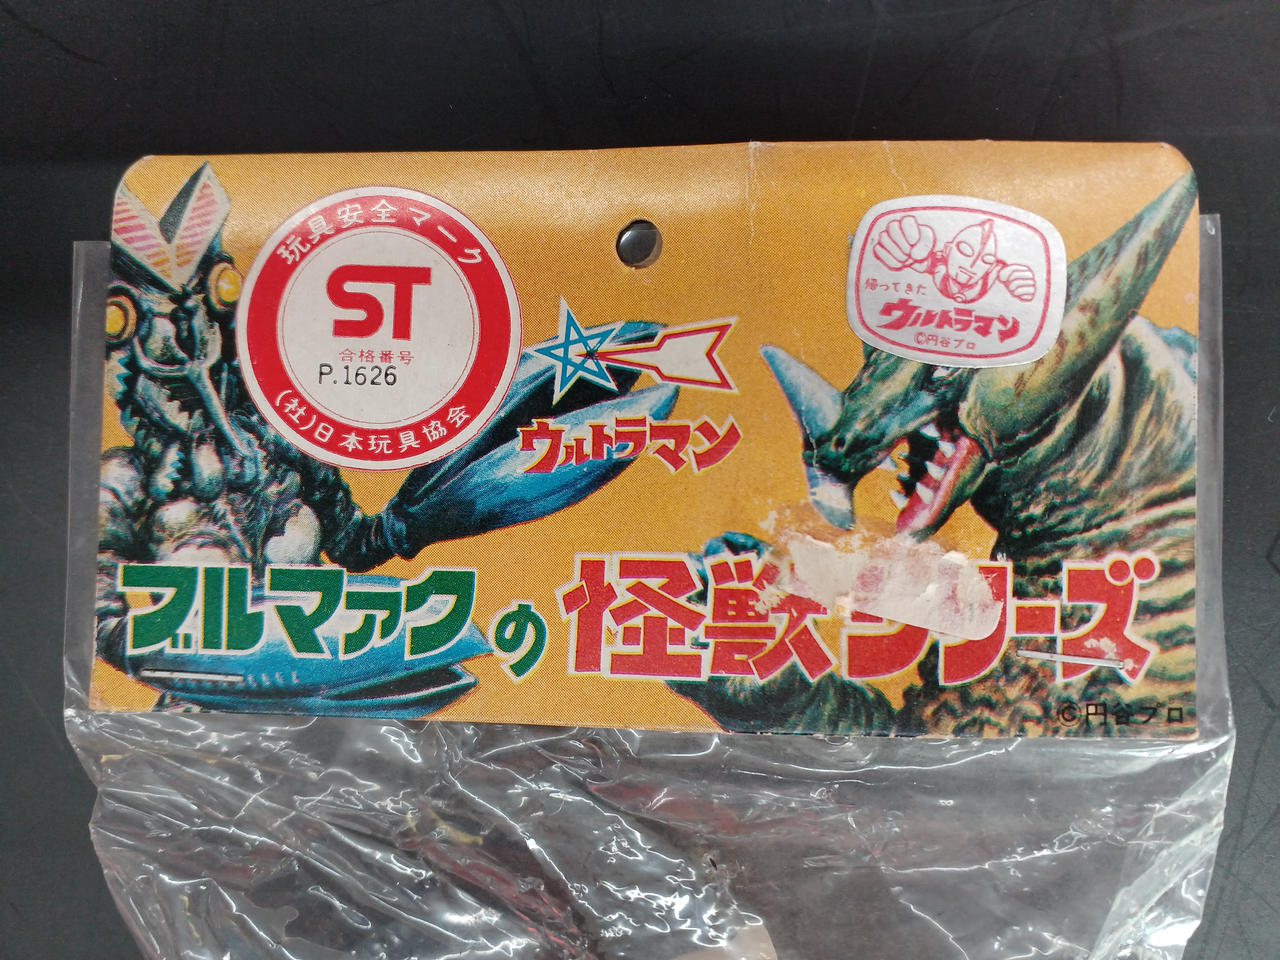 玩具安全マーク
ST
合格番号
P.1626
(社)日本玩具協会
帰ってきた
ウルトラマン
©円谷プロ
ウルトラマン
ブルマァクの怪獣シリーズ
©円谷プロ